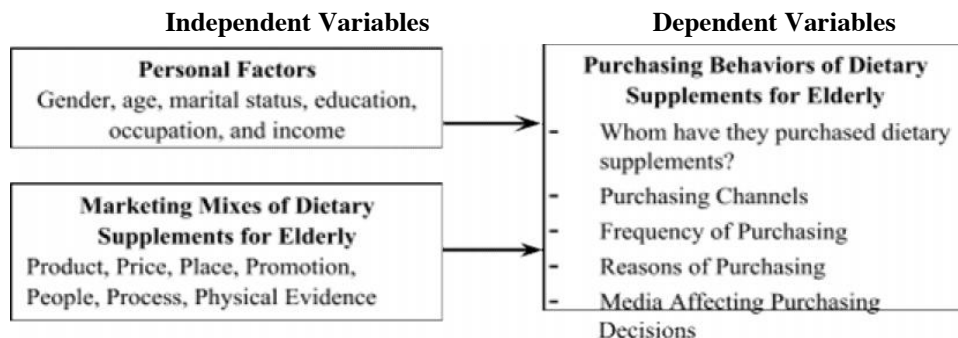 Independent Variables
Personal Factors
Gender, age, marital status, education,
occupation, and income
Marketing Mixes of Dietary
Supplements for Elderly
Product, Price, Place, Promotion,
People, Process, Physical Evidence
Dependent Variables
Purchasing Behaviors of Dietary
Supplements for Elderly
- Whom have they purchased dietary
supplements?
- Purchasing Channels
- Frequency of Purchasing
- Reasons of Purchasing
- Media Affecting Purchasing
Decisions